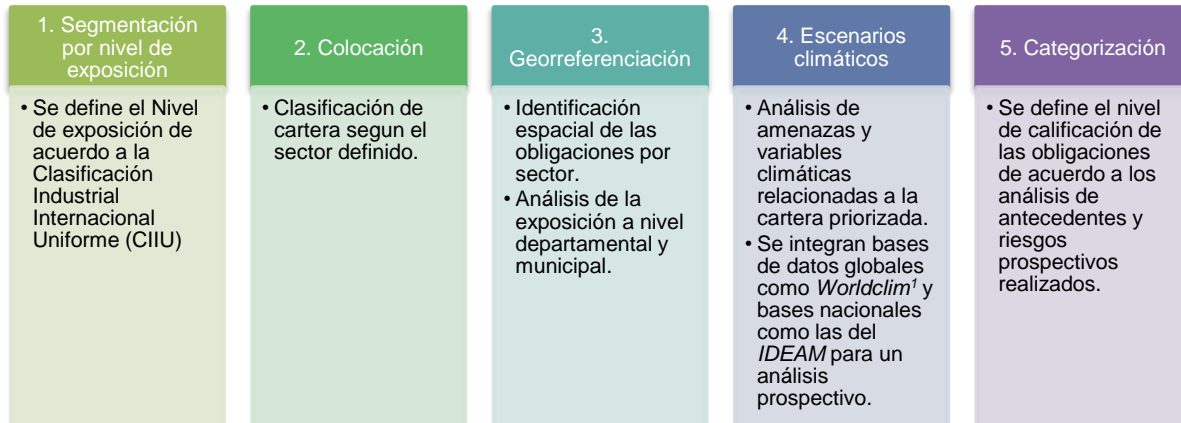 1. Segmentación
por nivel de
exposición
• Se define el Nivel
de exposición de
acuerdo a la
Clasificación
Industrial
Internacional
Uniforme (CIIU)
2. Colocación
• Clasificación de
cartera segun el
sector definido.
3.
Georreferenciación
• Identificación
espacial de las
obligaciones por
sector.
• Análisis de la
exposición a nivel
departamental y
municipal.
4. Escenarios
climáticos
• Análisis de
amenazas y
variables
climáticas
relacionadas a la
cartera priorizada.
• Se integran bases
de datos globales
como Worldclim¹ y
bases nacionales
como las del
IDEAM para un
análisis
prospectivo.
5. Categorización
• Se define el nivel
de calificación de
las obligaciones
de acuerdo a los
análisis de
antecedentes y
riesgos
prospectivos
realizados.